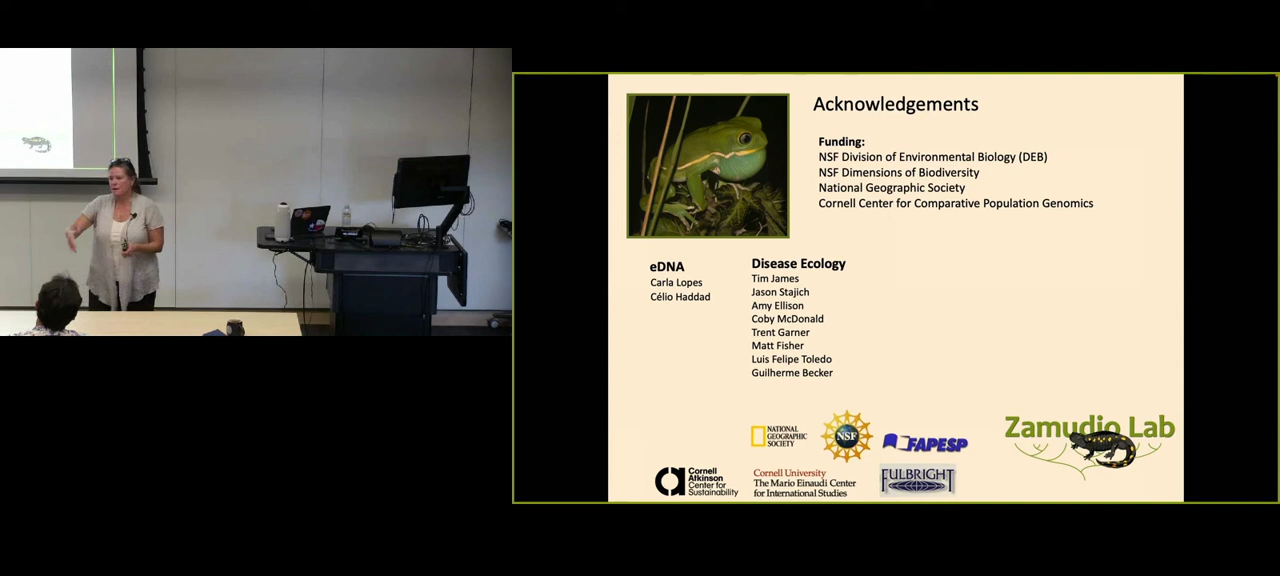 Acknowledgements
Funding:
NSF Division of Environmental Biology (DEB)
NSF Dimensions of Biodiversity
National Geographic Society
Cornell Center for Comparative Population Genomics
eDNA
Carla Lopes
Célio Haddad
Disease Ecology
Tim James
Jason Stajich
Amy Ellison
Coby McDonald
Trent Garner
Matt Fisher
Luis Felipe Toledo
Guilherme Becker
NATIONAL
GEOGRAPHIC
SOCIETY
NSF
FAPESP
Zamudio Lab
Cornell
Atkinson
Center for
Sustainability
Cornell University
The Mario Einaudi Center
for International Studies
FULBRIGHT